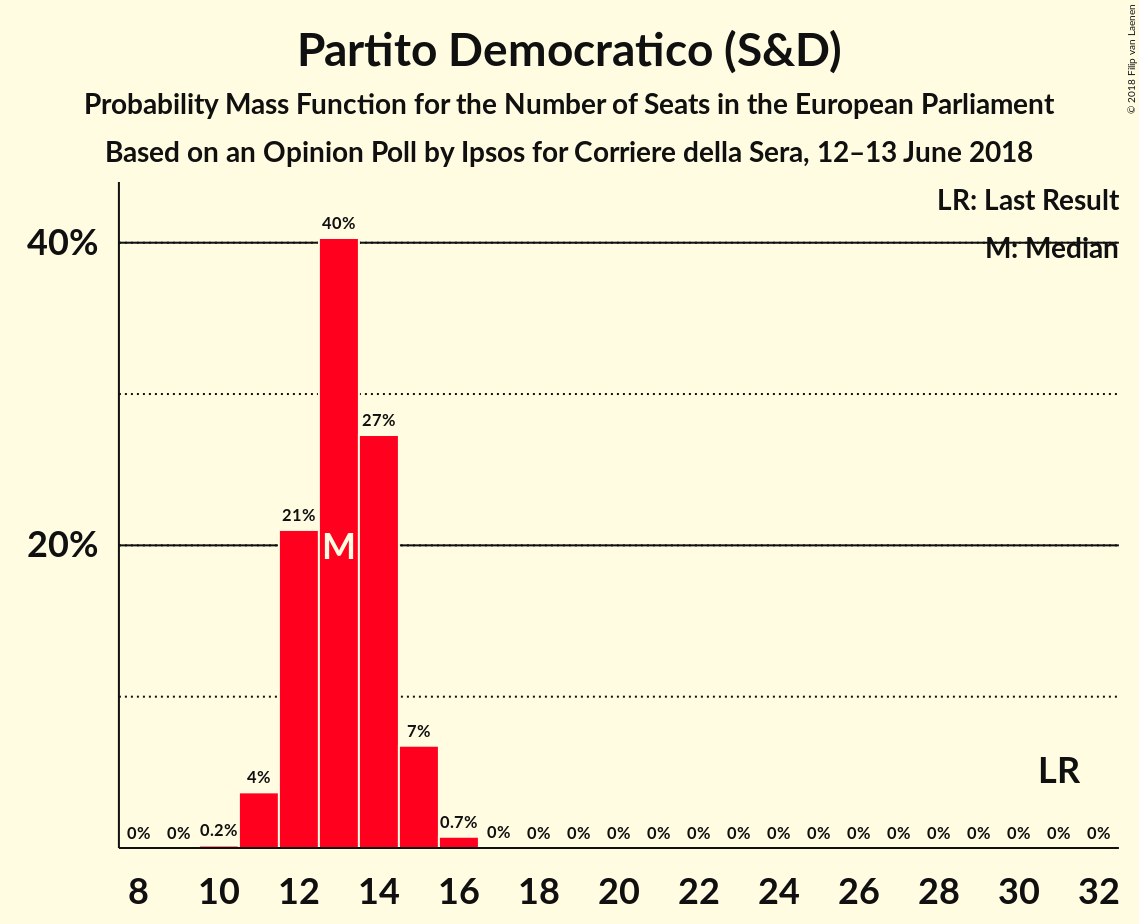 Partito Democratico (S&D)
Probability Mass Function for the Number of Seats in the European Parliament
Based on an Opinion Poll by Ipsos for Corriere della Sera, 12–13 June 2018
© 2018 Filip van Laenen
LR: Last Result
M: Median
40%
20%
0% 0% 0.2% 4% 21% 40% 27% 7% 0.7% 0% 0% 0% 0% 0% 0% 0% 0% 0% 0% 0% 0% 0% 0% 0% 0%
M
LR
8 10 12 14 16 18 20 22 24 26 28 30 32